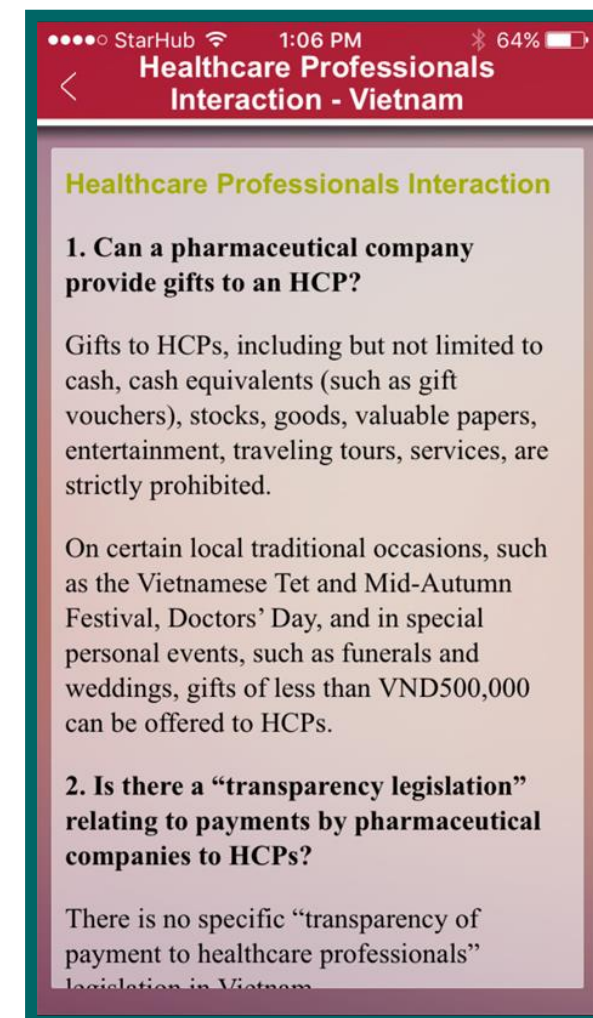 StarHub 1:06 PM 64%
Healthcare Professionals
Interaction - Vietnam
Healthcare Professionals Interaction
1. Can a pharmaceutical company
provide gifts to an HCP?
Gifts to HCPs, including but not limited to
cash, cash equivalents (such as gift
vouchers), stocks, goods, valuable papers,
entertainment, traveling tours, services, are
strictly prohibited.
On certain local traditional occasions, such
as the Vietnamese Tet and Mid-Autumn
Festival, Doctors’ Day, and in special
personal events, such as funerals and
weddings, gifts of less than VND500,000
can be offered to HCPs.
2. Is there a “transparency legislation”
relating to payments by pharmaceutical
companies to HCPs?
There is no specific “transparency of
payment to healthcare professionals”
legislation in Vietnam